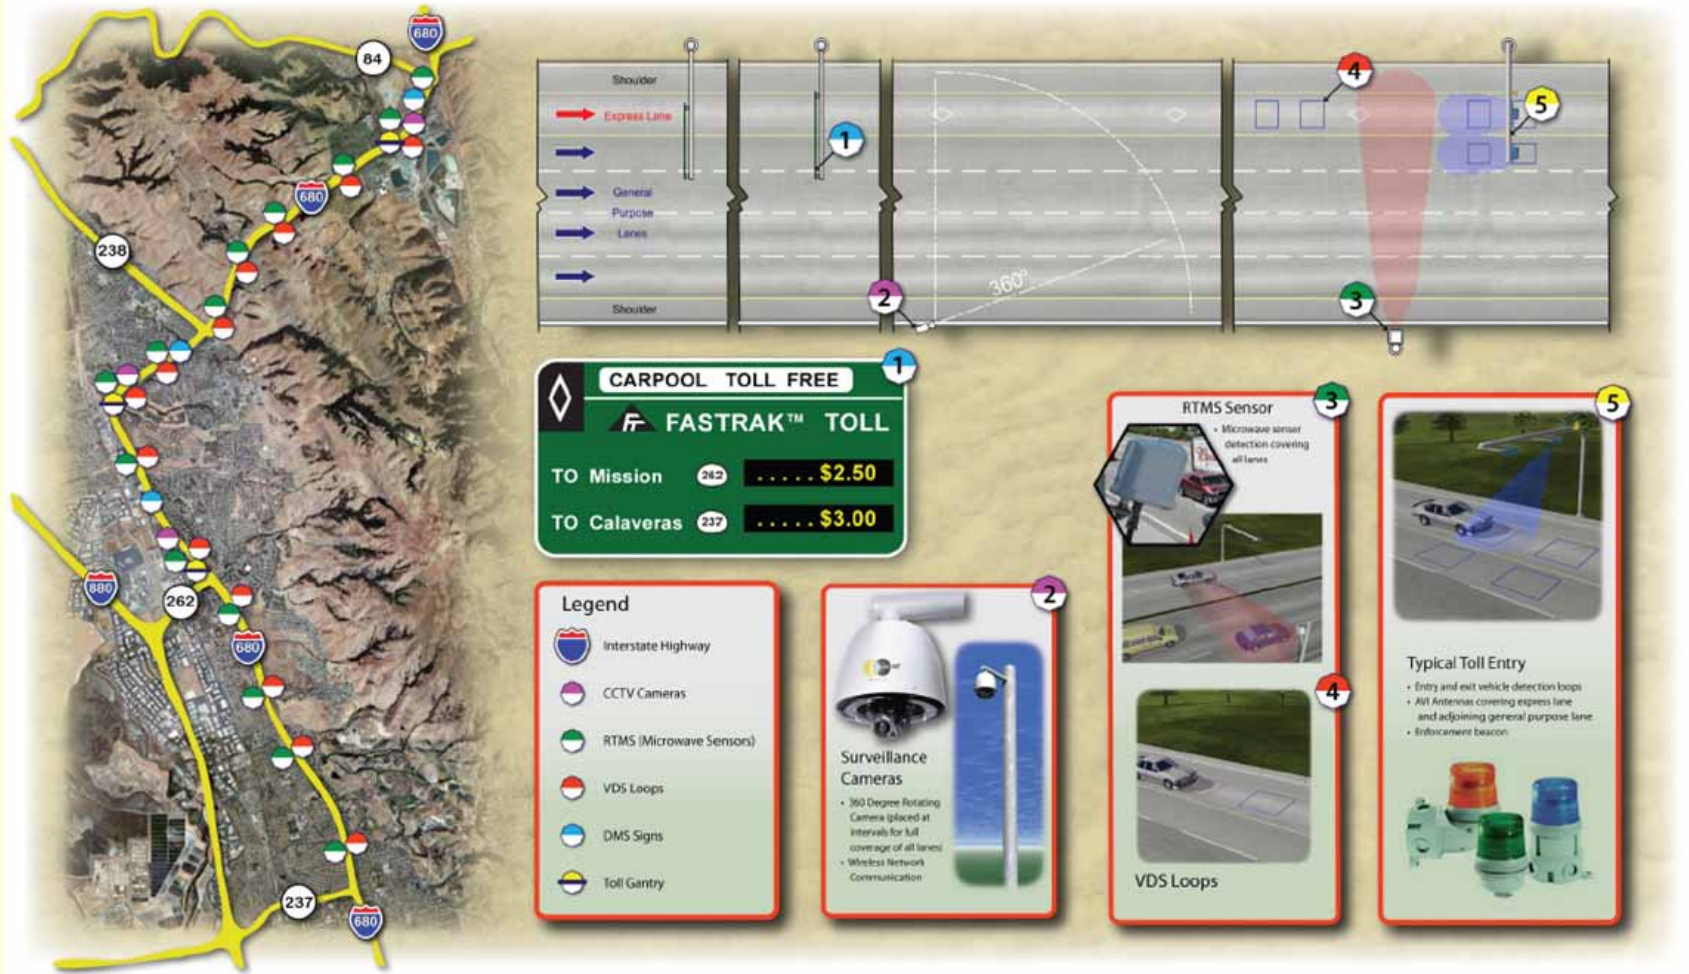 680
84
680
238
880
262
680
237
680
Shoulder
Express Lane
General
Purpose
Lanes
Shoulder
1
2
360°
4
5
3
1
CARPOOL TOLL FREE
FASTRAK™ TOLL
TO Mission 262 .....$2.50
TO Calaveras 237 .....$3.00
Legend
Interstate Highway
CCTV Cameras
RTMS (Microwave Sensors)
VDS Loops
DMS Signs
Toll Gantry
2
Surveillance
Cameras
• 360 Degree Rotating
Camera (placed at
intervals for full
coverage of all lanes)
• Wireless Network
Communication
3
RTMS Sensor
• Microwave sensor
detection covering
all lanes
4
VDS Loops
5
Typical Toll Entry
• Entry and exit vehicle detection loops
• AVI Antennas covering express lane
and adjoining general purpose lane
• Enforcement beacon